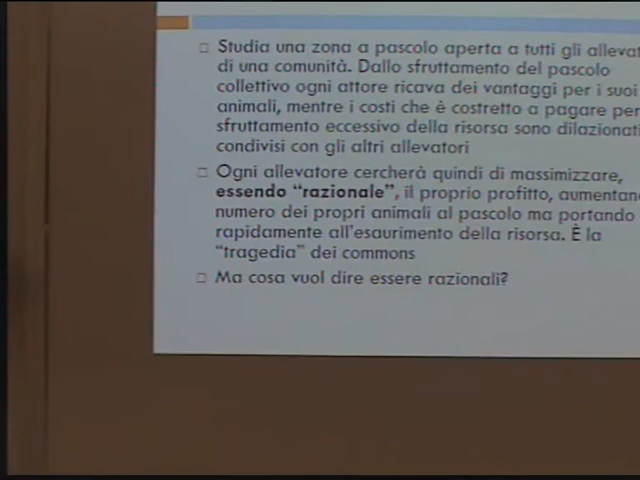 □ Studia una zona a pascolo aperta a tutti gli allevat
di una comunità. Dallo sfruttamento del pascolo
collettivo ogni attore ricava dei vantaggi per i suoi
animali, mentre i costi che è costretto a pagare per
sfruttamento eccessivo della risorsa sono dilazionati
condivisi con gli altri allevatori
□ Ogni allevatore cercherà quindi di massimizzare,
essendo “razionale”, il proprio profitto, aumentan
numero dei propri animali al pascolo ma portando
rapidamente all'esaurimento della risorsa. È la
“tragedia” dei commons
□ Ma cosa vuol dire essere razionali?